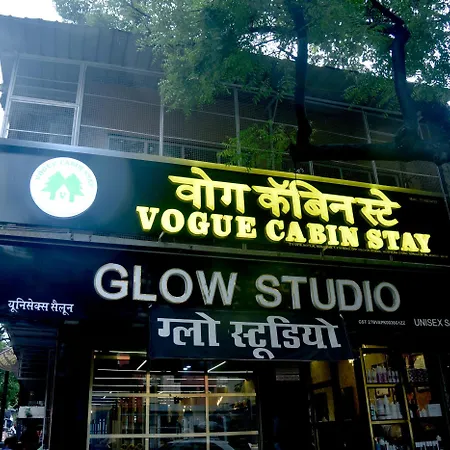 वोग कॅबिन स्टे
VOGUE CABIN STAY
GLOW STUDIO
यूनिसेक्स सैलून
ग्लो स्टूडियो
UNISEX S